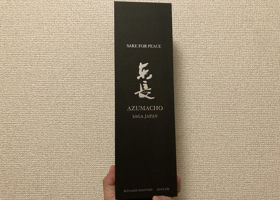 SAKE FOR PEACE
東長
AZUMACHO
SAGA JAPAN